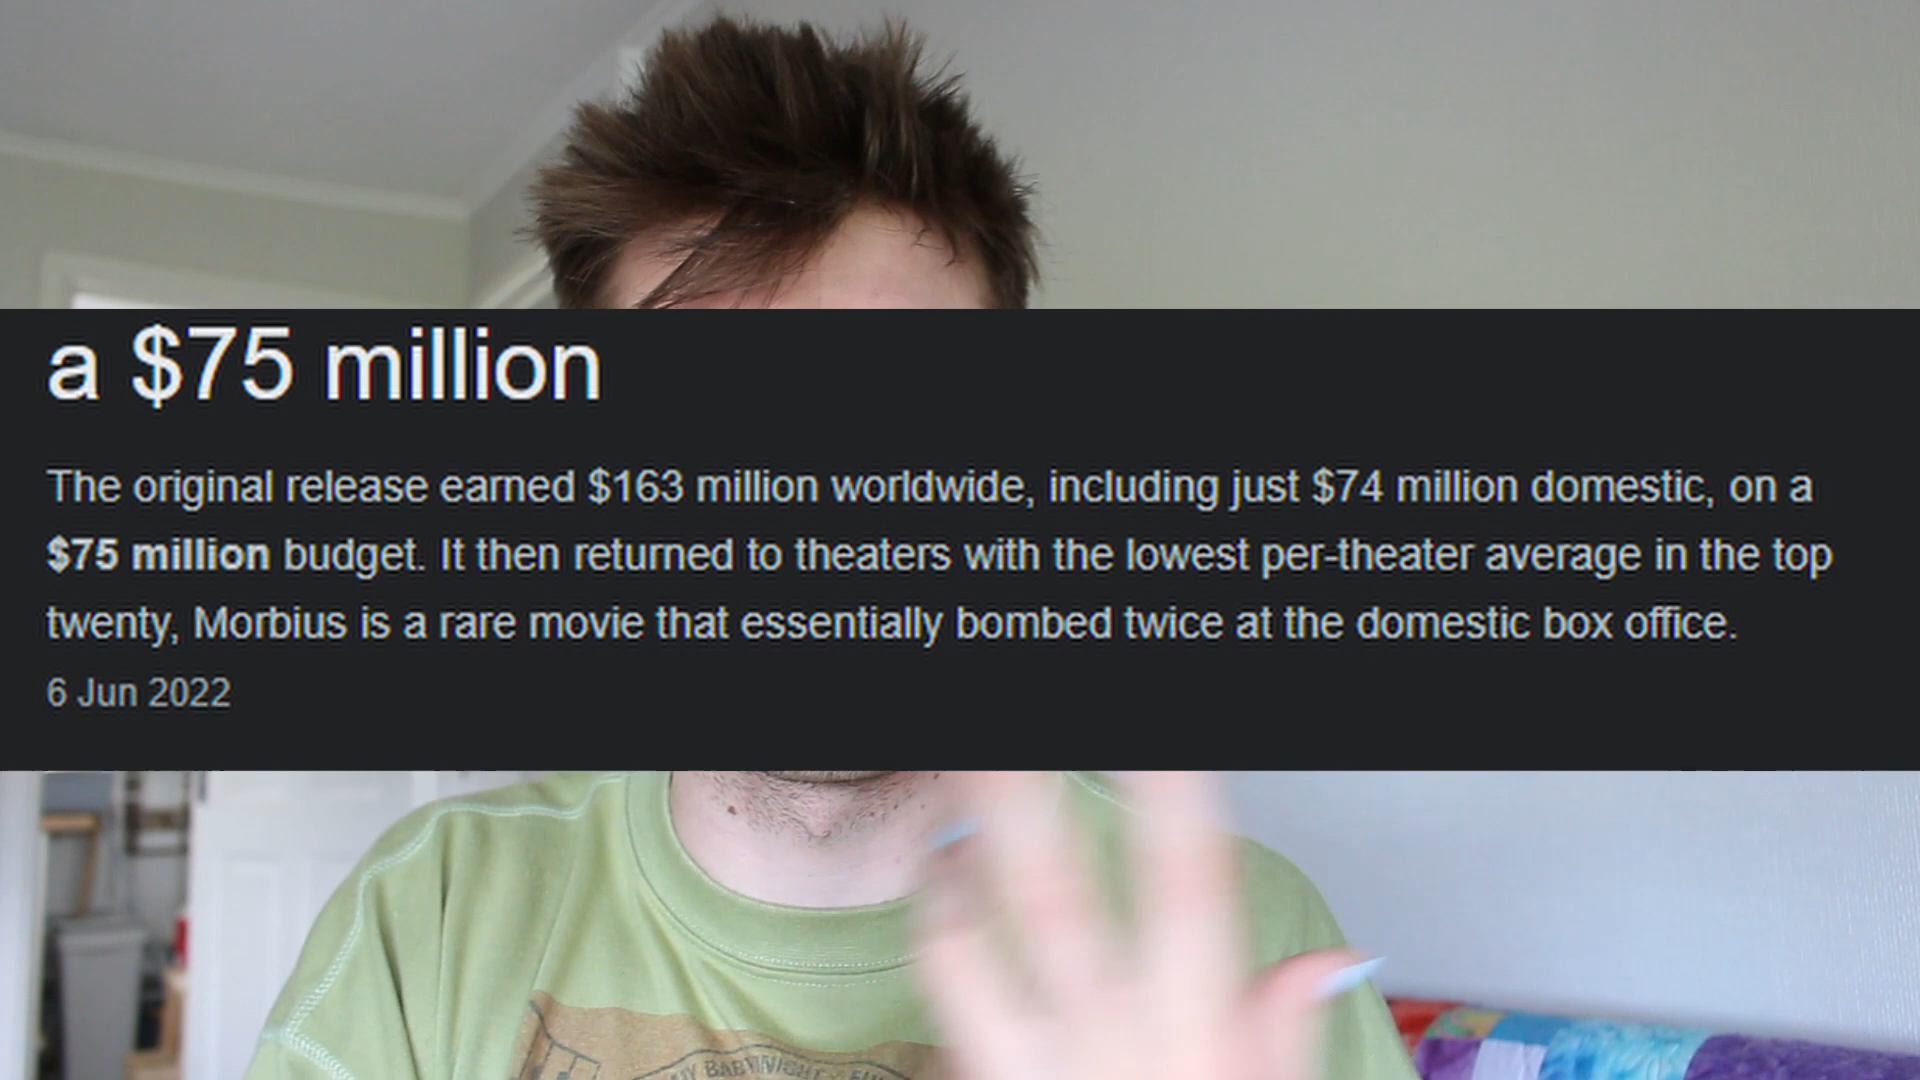 a $75 million
The original release earned $163 million worldwide, including just $74 million domestic, on a
$75 million budget. It then returned to theaters with the lowest per-theater average in the top
twenty, Morbius is a rare movie that essentially bombed twice at the domestic box office.
6 Jun 2022